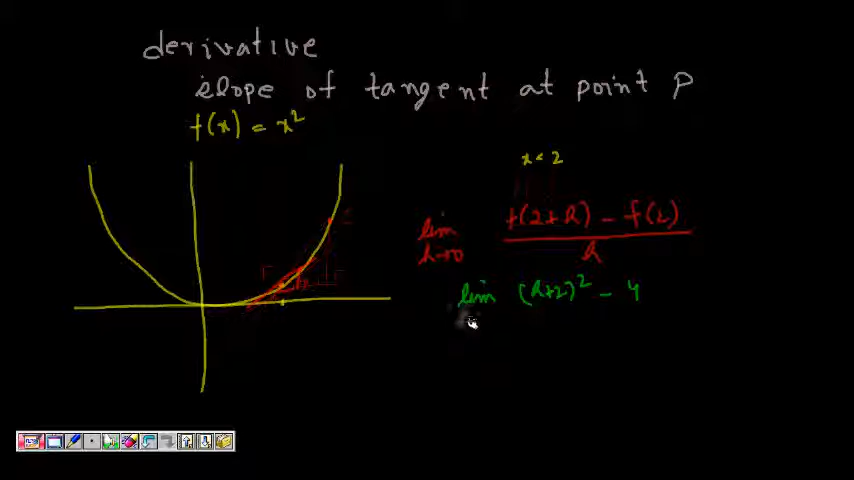 derivative
slope of tangent at point P
f(x) = x²
x = 2
lim f(2+h) - f(2)
h→0 h
lim (h+2)² - 4